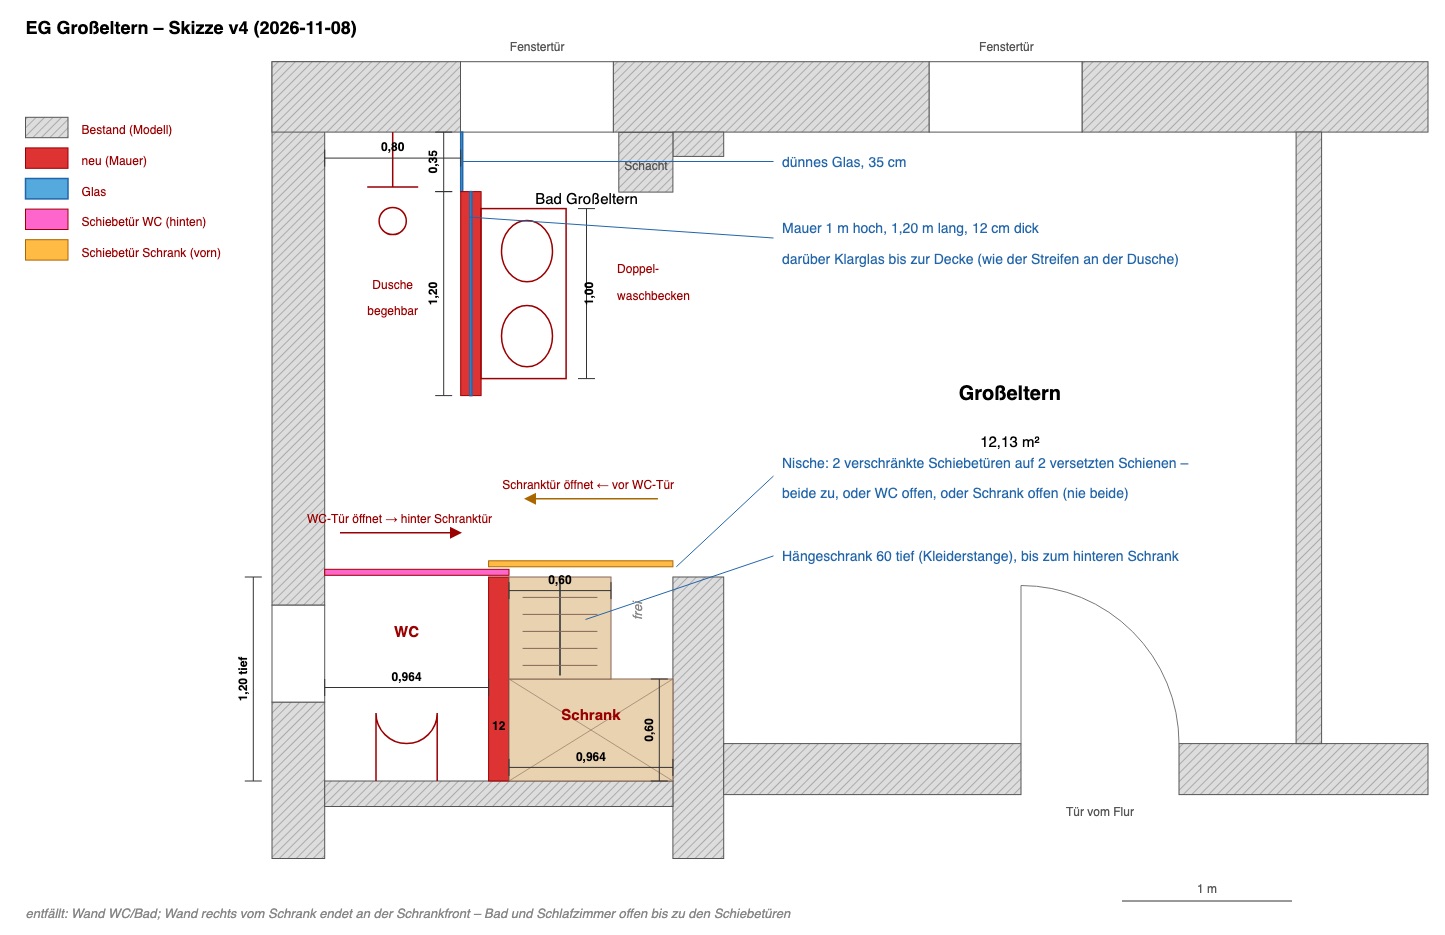 EG Großeltern – Skizze v4 (2026-11-08)
Fenstertür
Fenstertür
Bestand (Modell)
neu (Mauer)
Glas
Schiebetür WC (hinten)
Schiebetür Schrank (vorn)
0,80
0,35
Schacht
dünnes Glas, 35 cm
Bad Großeltern
Mauer 1 m hoch, 1,20 m lang, 12 cm dick
darüber Klarglas bis zur Decke (wie der Streifen an der Dusche)
Dusche
begehbar
1,20
1,00
Doppel-
waschbecken
Großeltern
12,13 m²
Nische: 2 verschränkte Schiebetüren auf 2 versetzten Schienen –
beide zu, oder WC offen, oder Schrank offen (nie beide)
Schranktür öffnet ← vor WC-Tür
WC-Tür öffnet → hinter Schranktür
Hängeschrank 60 tief (Kleiderstange), bis zum hinteren Schrank
0,60
frei
WC
1,20 tief
0,964
12
Schrank
0,60
0,964
Tür vom Flur
1 m
entfällt: Wand WC/Bad; Wand rechts vom Schrank endet an der Schrankfront – Bad und Schlafzimmer offen bis zu den Schiebetüren